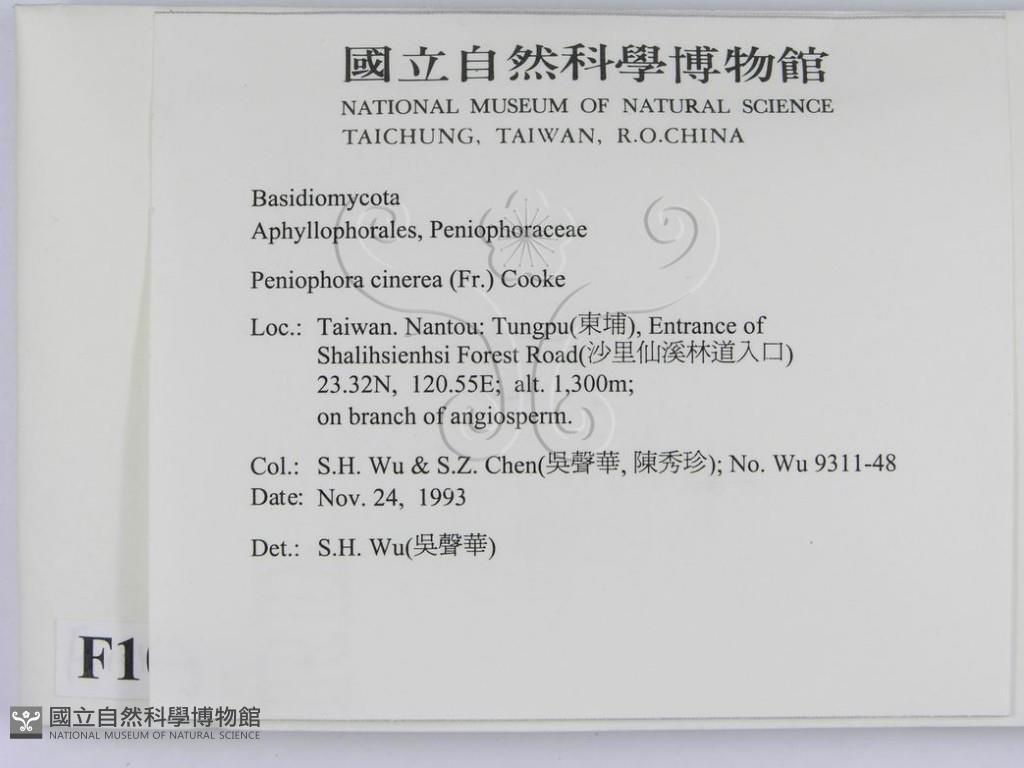 國立自然科學博物館
NATIONAL MUSEUM OF NATURAL SCIENCE
TAICHUNG, TAIWAN, R.O.CHINA
Basidiomycota
Aphyllophorales, Peniophoraceae
Peniophora cinerea (Fr.) Cooke
Loc.: Taiwan. Nantou: Tungpu(東埔), Entrance of
Shalihsienhsi Forest Road(沙里仙溪林道入口)
23.32N, 120.55E; alt. 1,300m;
on branch of angiosperm.
Col.: S.H. Wu & S.Z. Chen(吳聲華, 陳秀珍); No. Wu 9311-48
Date: Nov. 24, 1993
Det.: S.H. Wu(吳聲華)
國立自然科學博物館
NATIONAL MUSEUM OF NATURAL SCIENCE